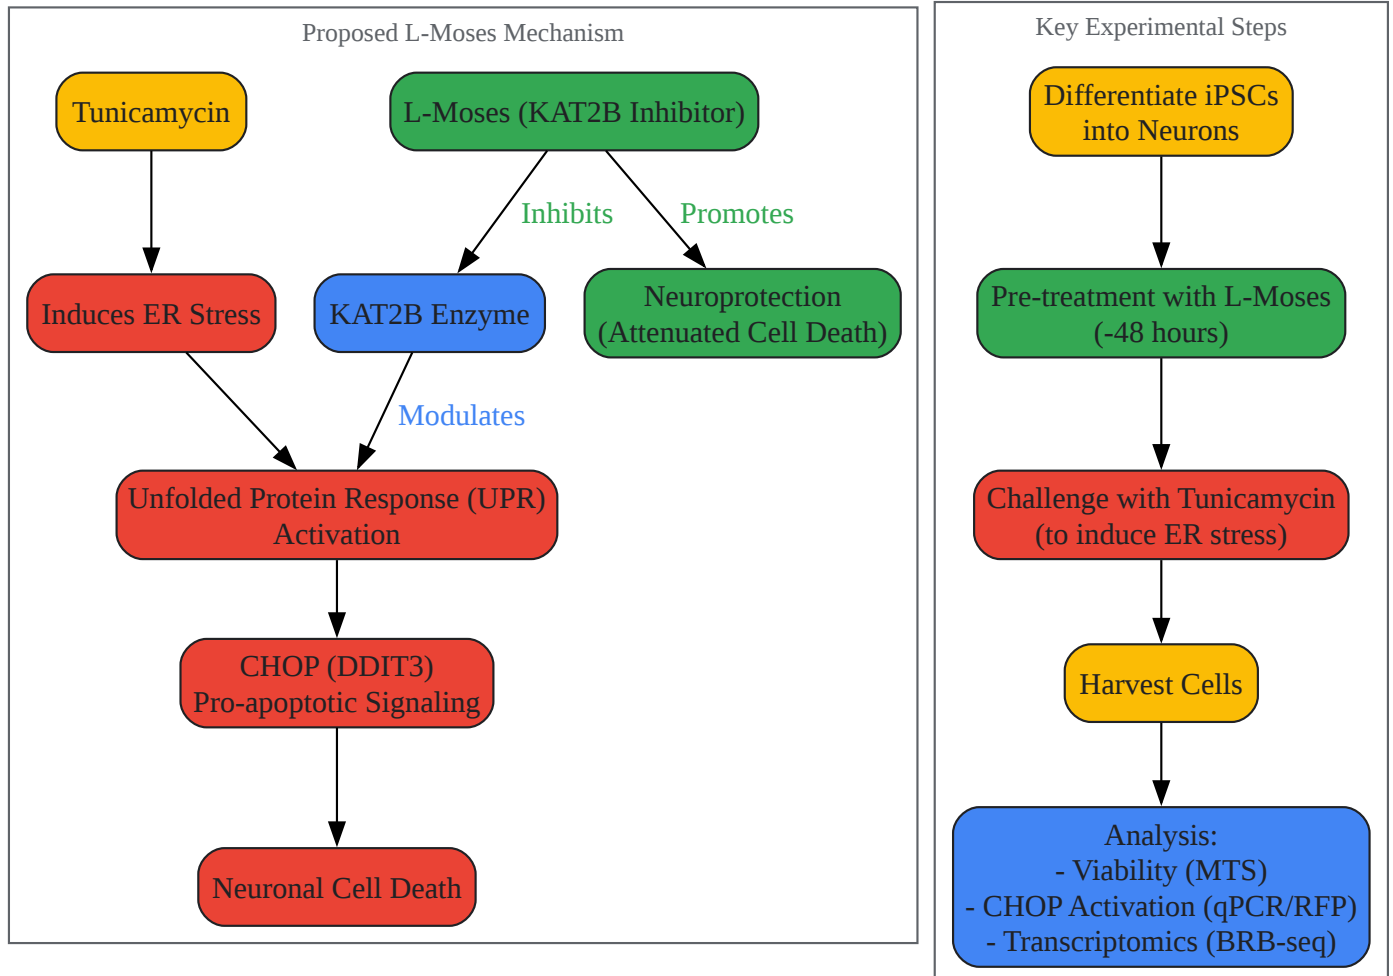 Proposed L-Moses Mechanism
Tunicamycin
L-Moses (KAT2B Inhibitor)
Inhibits
Promotes
Induces ER Stress
KAT2B Enzyme
Neuroprotection
(Attenuated Cell Death)
Modulates
Unfolded Protein Response (UPR)
Activation
CHOP (DDIT3)
Pro-apoptotic Signaling
Neuronal Cell Death
Key Experimental Steps
Differentiate iPSCs
into Neurons
Pre-treatment with L-Moses
(-48 hours)
Challenge with Tunicamycin
(to induce ER stress)
Harvest Cells
Analysis:
- Viability (MTS)
- CHOP Activation (qPCR/RFP)
- Transcriptomics (BRB-seq)